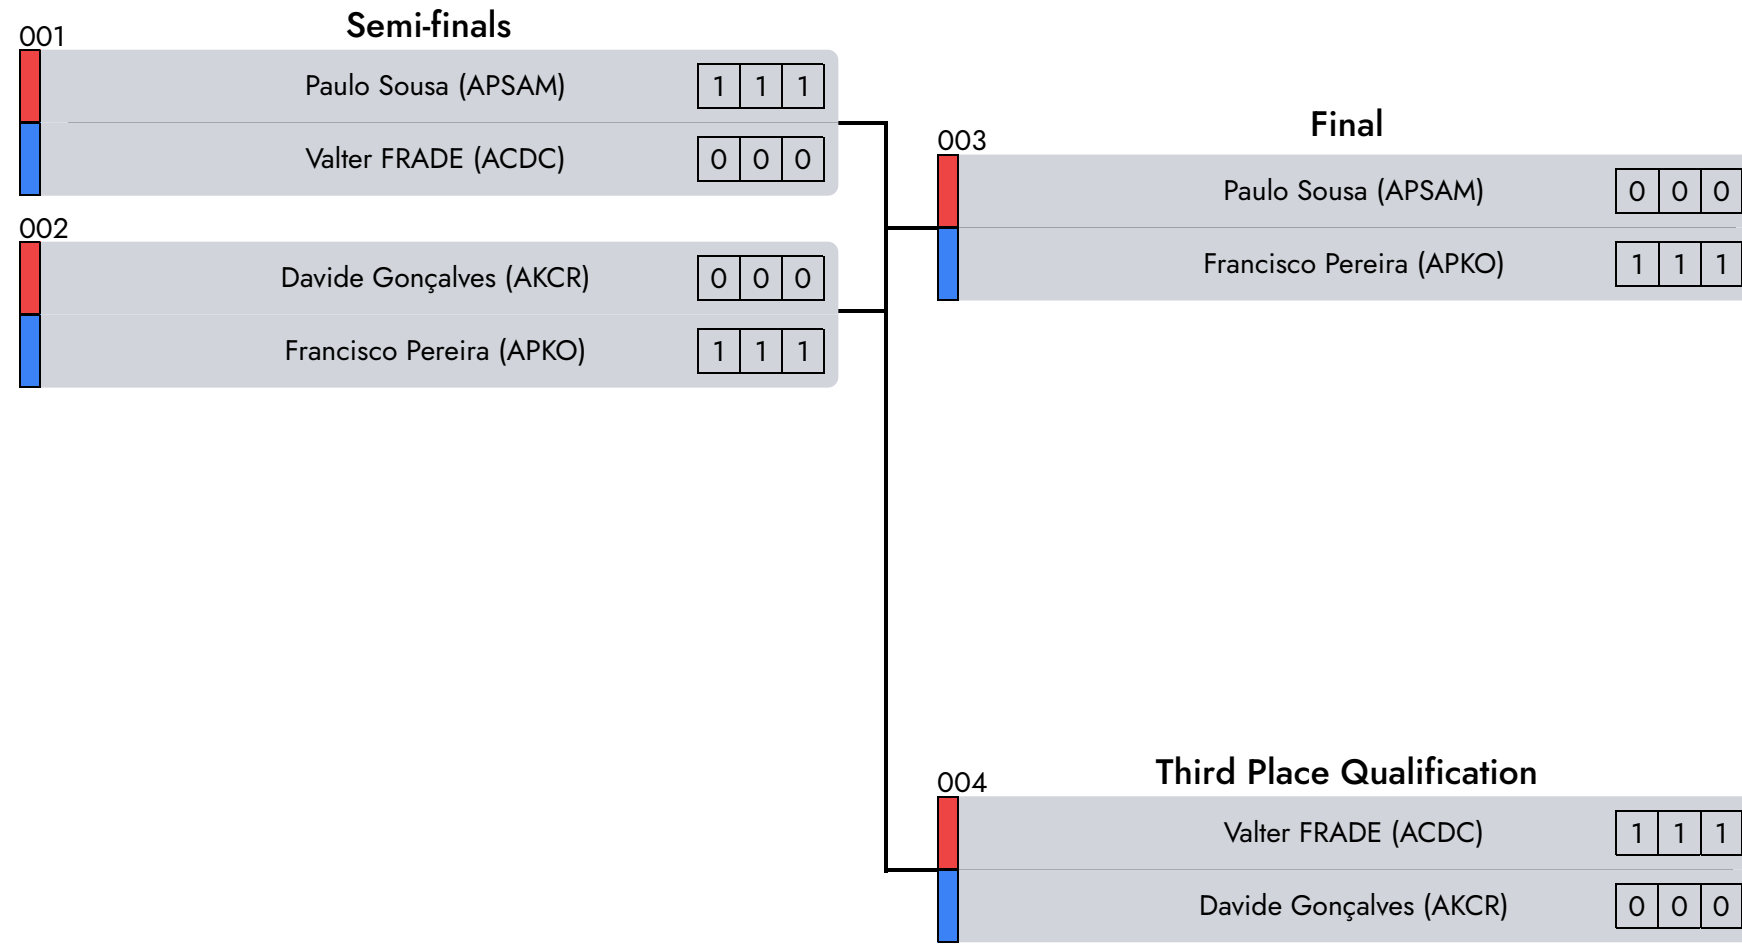 Semi-finals
001
Paulo Sousa (APSAM) 1 1 1
Valter FRADE (ACDC) 0 0 0
002
Davide Gonçalves (AKCR) 0 0 0
Francisco Pereira (APKO) 1 1 1
Final
003
Paulo Sousa (APSAM) 0 0 0
Francisco Pereira (APKO) 1 1 1
Third Place Qualification
004
Valter FRADE (ACDC) 1 1 1
Davide Gonçalves (AKCR) 0 0 0